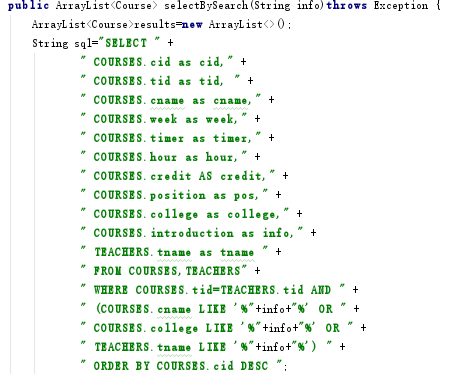 public ArrayList<Course> selectBySearch(String info)throws Exception {
ArrayList<Course>results=new ArrayList<>();
String sql="SELECT " +
" COURSES.cid as cid," +
" COURSES.tid as tid, " +
" COURSES.cname as cname," +
" COURSES.week as week," +
" COURSES.timer as timer," +
" COURSES.hour as hour," +
" COURSES.credit AS credit," +
" COURSES.position as pos," +
" COURSES.college as college," +
" COURSES.introduction as info," +
" TEACHERS.tname as tname " +
" FROM COURSES,TEACHERS" +
" WHERE COURSES.tid=TEACHERS.tid AND " +
" (COURSES.cname LIKE '%"+info+"%' OR " +
" COURSES.college LIKE '%"+info+"%' OR " +
" TEACHERS.tname LIKE '%"+info+"%') " +
" ORDER BY COURSES.cid DESC ";